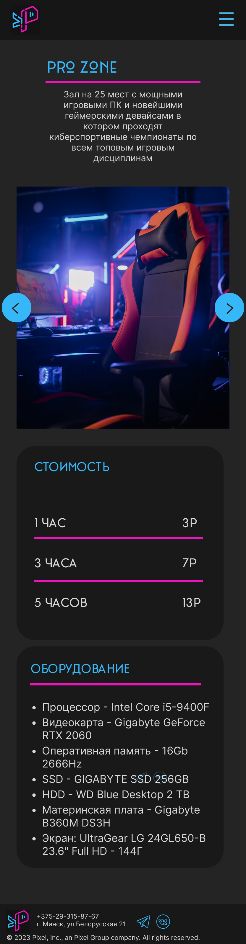 PRO ZONE
Зал на 25 мест с мощными
игровыми ПК и новейшими
геймерскими девайсами в
котором проходят
киберспортивные чемпионаты по
всем топовым игровым
дисциплинам
СТОИМОСТЬ
1 ЧАС 3Р
3 ЧАСА 7Р
5 ЧАСОВ 13Р
ОБОРУДОВАНИЕ
• Процессор - Intel Core i5-9400F
• Видеокарта - Gigabyte GeForce
RTX 2060
• Оперативная память - 16Gb
2666Hz
• SSD - GIGABYTE SSD 256GB
• HDD - WD Blue Desktop 2 TB
• Материнская плата - Gigabyte
B360M DS3H
• Экран: UltraGear LG 24GL650-B
23.6" Full HD - 144Г
+375-29-315-87-67
г. Минск, ул.Белорусская 21
© 2023 Pixel, Inc., an Pixel Group company. All rights reserved.